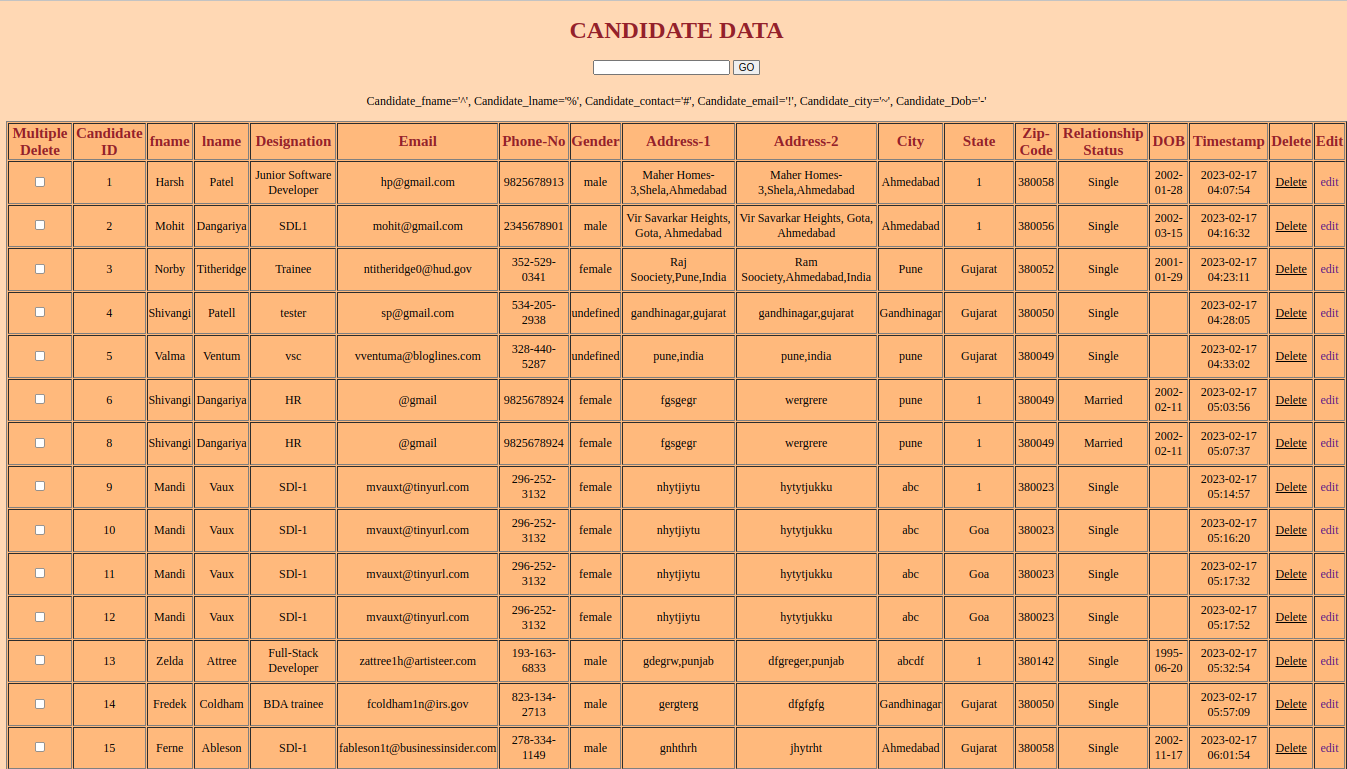 CANDIDATE DATA
GO
Candidate_fname='^', Candidate_lname='%', Candidate_contact='#', Candidate_email='!', Candidate_city='~', Candidate_Dob='-'
Multiple Delete Candidate ID fname lname Designation Email Phone-No Gender Address-1 Address-2 City State Zip-Code Relationship Status DOB Timestamp Delete Edit
1 Harsh Patel Junior Software Developer hp@gmail.com 9825678913 male Maher Homes-3,Shela,Ahmedabad Maher Homes-3,Shela,Ahmedabad Ahmedabad 1 380058 Single 2002-01-28 2023-02-17 04:07:54 Delete edit
2 Mohit Dangariya SDL1 mohit@gmail.com 2345678901 male Vir Savarkar Heights, Gota, Ahmedabad Vir Savarkar Heights, Gota, Ahmedabad Ahmedabad 1 380056 Single 2002-03-15 2023-02-17 04:16:32 Delete edit
3 Norby Titheridge Trainee ntitheridge0@hud.gov 352-529-0341 female Raj Soociety,Pune,India Ram Soociety,Ahmedabad,India Pune Gujarat 380052 Single 2001-01-29 2023-02-17 04:23:11 Delete edit
4 Shivangi Patell tester sp@gmail.com 534-205-2938 undefined gandhinagar,gujarat gandhinagar,gujarat Gandhinagar Gujarat 380050 Single 2023-02-17 04:28:05 Delete edit
5 Valma Ventum vsc vventuma@bloglines.com 328-440-5287 undefined pune,india pune,india pune Gujarat 380049 Single 2023-02-17 04:33:02 Delete edit
6 Shivangi Dangariya HR @gmail 9825678924 female fgsgegr wergrere pune 1 380049 Married 2002-02-11 2023-02-17 05:03:56 Delete edit
8 Shivangi Dangariya HR @gmail 9825678924 female fgsgegr wergrere pune 1 380049 Married 2002-02-11 2023-02-17 05:07:37 Delete edit
9 Mandi Vaux SDl-1 mvauxt@tinyurl.com 296-252-3132 female nhytjiytu hytytjukku abc 1 380023 Single 2023-02-17 05:14:57 Delete edit
10 Mandi Vaux SDl-1 mvauxt@tinyurl.com 296-252-3132 female nhytjiytu hytytjukku abc Goa 380023 Single 2023-02-17 05:16:20 Delete edit
11 Mandi Vaux SDl-1 mvauxt@tinyurl.com 296-252-3132 female nhytjiytu hytytjukku abc Goa 380023 Single 2023-02-17 05:17:32 Delete edit
12 Mandi Vaux SDl-1 mvauxt@tinyurl.com 296-252-3132 female nhytjiytu hytytjukku abc Goa 380023 Single 2023-02-17 05:17:52 Delete edit
13 Zelda Attree Full-Stack Developer zattree1h@artisteer.com 193-163-6833 male gdegrw,punjab dfgreger,punjab abcdf 1 380142 Single 1995-06-20 2023-02-17 05:32:54 Delete edit
14 Fredek Coldham BDA trainee fcoldham1n@irs.gov 823-134-2713 male gergterg dfgfgfg Gandhinagar Gujarat 380050 Single 2023-02-17 05:57:09 Delete edit
15 Ferne Ableson SDl-1 fableson1t@businessinsider.com 278-334-1149 male gnhthrh jhytrht Ahmedabad Gujarat 380058 Single 2002-11-17 2023-02-17 06:01:54 Delete edit